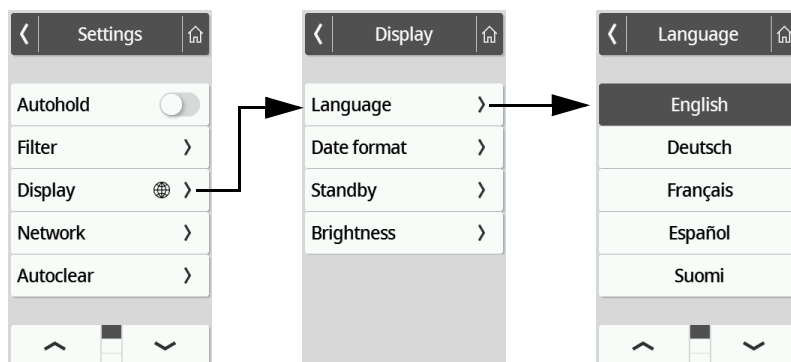 Settings
Autohold
Filter
Display
Network
Autoclear
Display
Language
Date format
Standby
Brightness
Language
English
Deutsch
Français
Español
Suomi